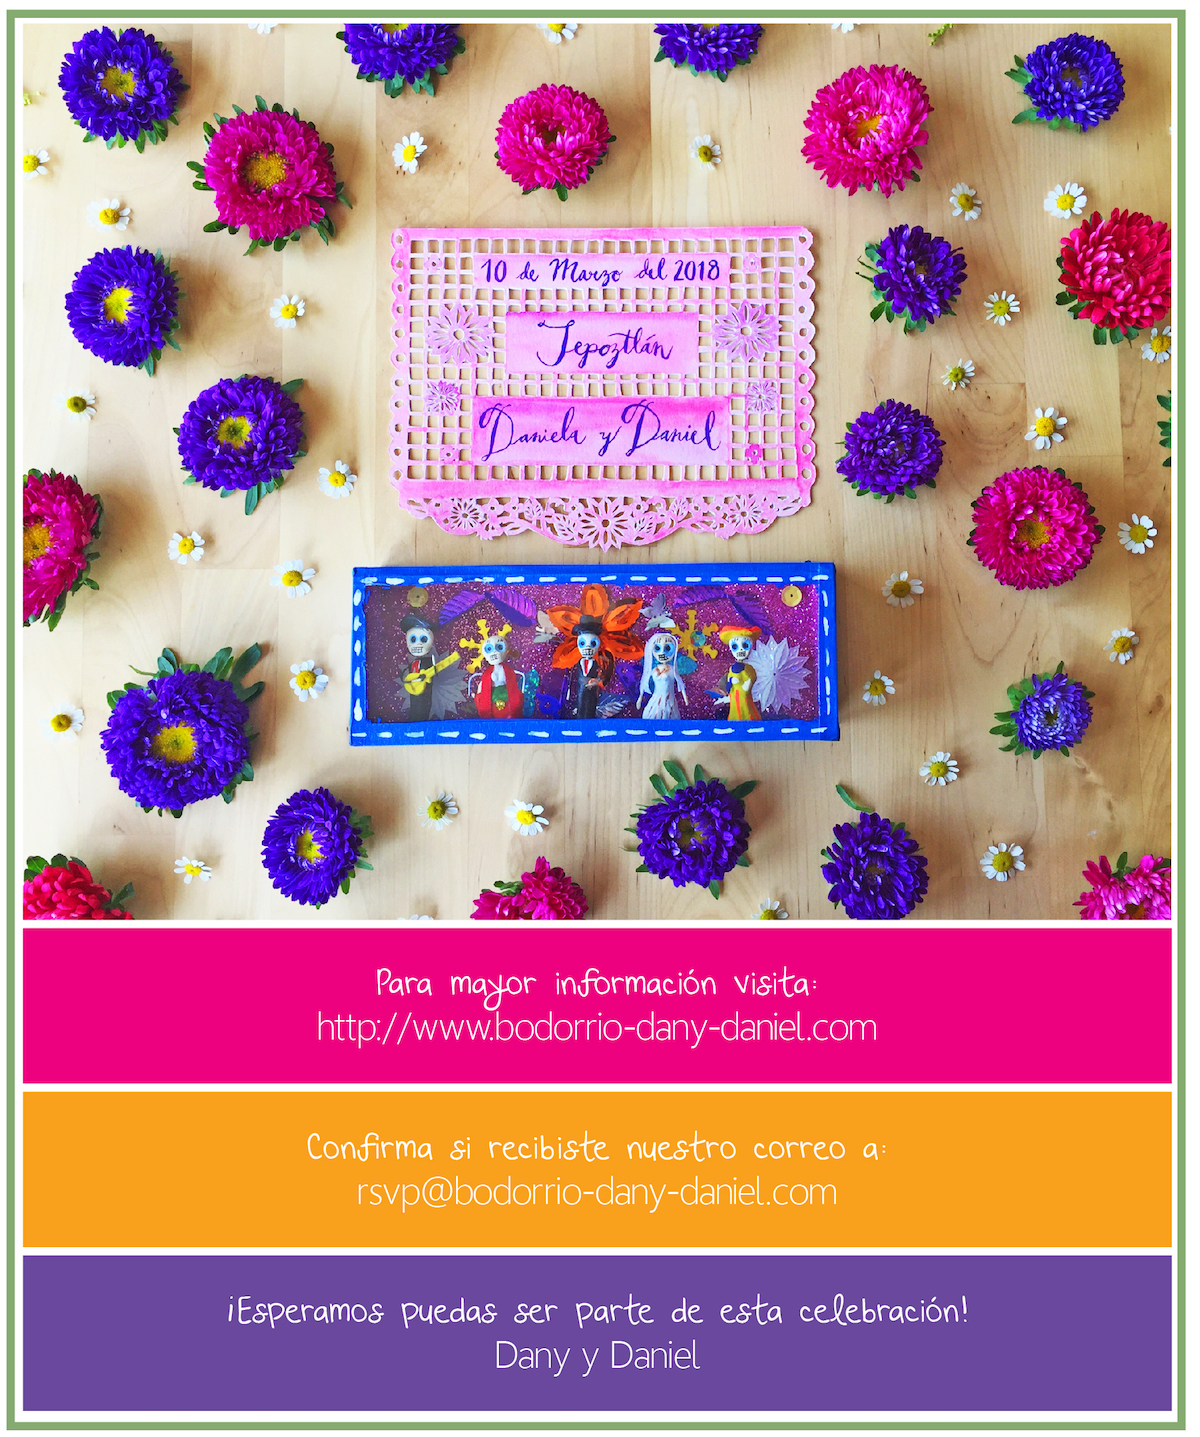 10 de Marzo del 2018
Tepoztlán
Daniela y Daniel
Para mayor información visita:
http://www.bodorrio-dany-daniel.com
Confirma si recibiste nuestro correo a:
rsvp@bodorrio-dany-daniel.com
¡Esperamos puedas ser parte de esta celebración!
Dany y Daniel